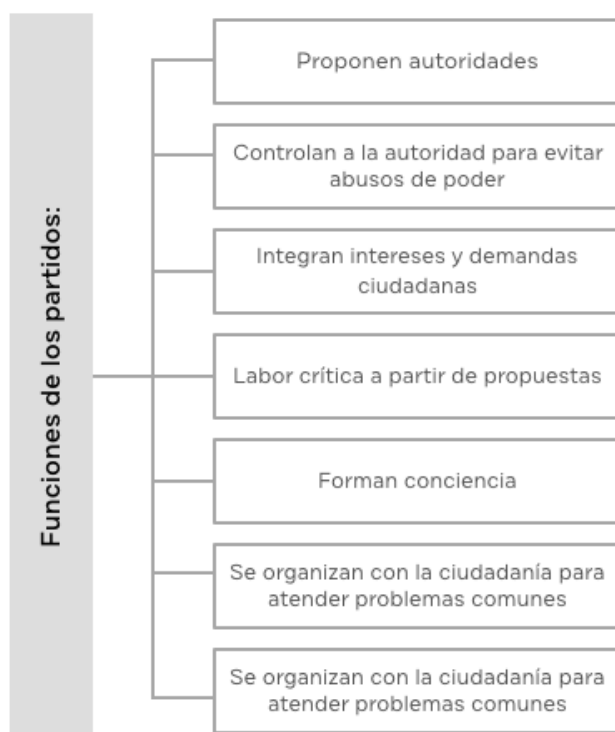 Funciones de los partidos:
Proponen autoridades
Controlan a la autoridad para evitar
abusos de poder
Integran intereses y demandas
ciudadanas
Labor crítica a partir de propuestas
Forman conciencia
Se organizan con la ciudadanía para
atender problemas comunes
Se organizan con la ciudadanía para
atender problemas comunes